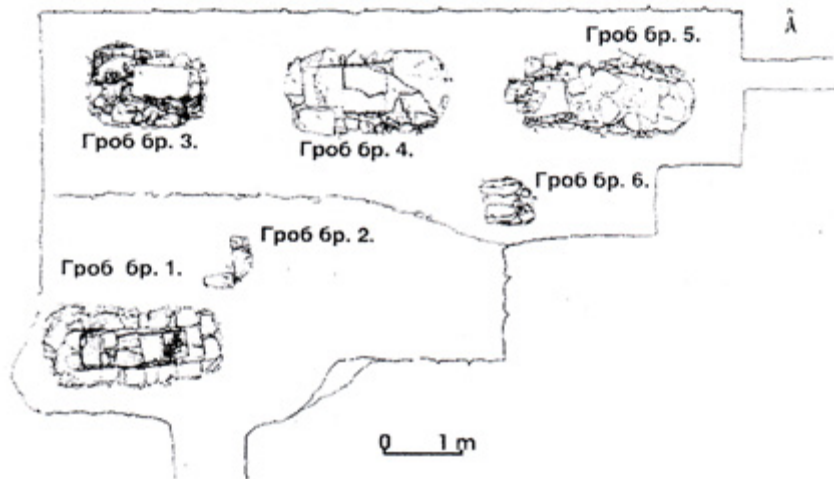 Â
Гроб бр. 5.
Гроб бр. 3.
Гроб бр. 4.
Гроб бр. 6.
Гроб бр. 2.
Гроб бр. 1.
0 1 m